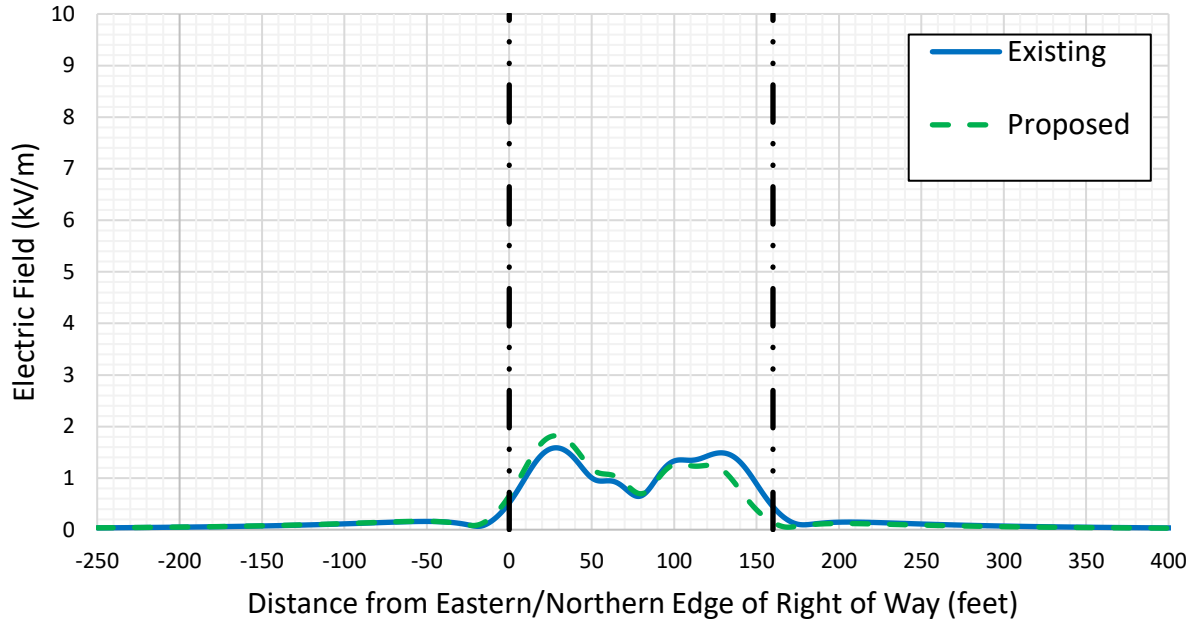 Electric Field (kV/m)
10
9
8
7
6
5
4
3
2
1
0
Existing
Proposed
-250 -200 -150 -100 -50 0 50 100 150 200 250 300 350 400
Distance from Eastern/Northern Edge of Right of Way (feet)